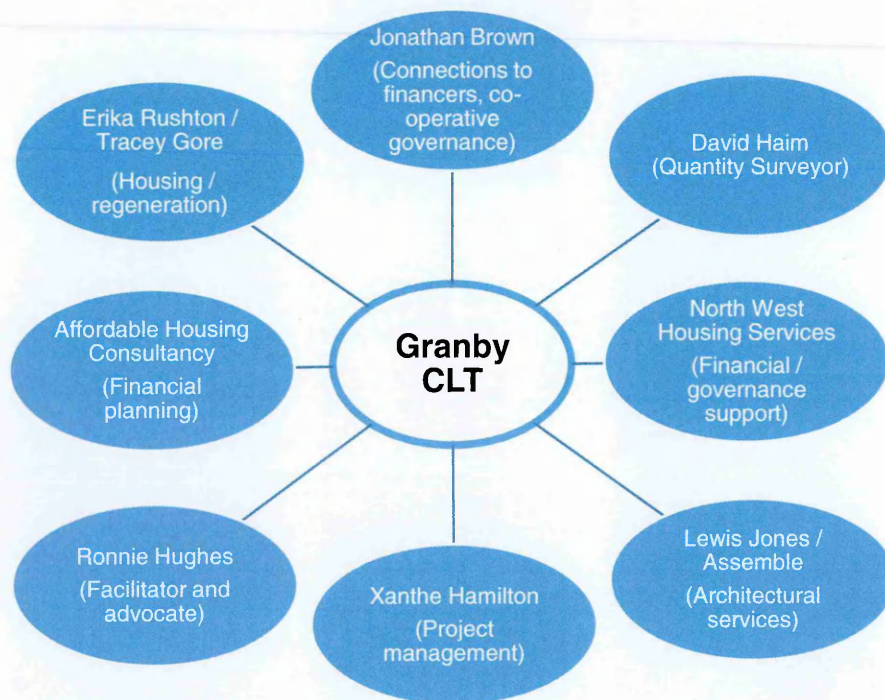 Jonathan Brown
(Connections to
financers, co-
operative
governance)
Erika Rushton /
Tracey Gore
(Housing /
regeneration)
David Haim
(Quantity Surveyor)
Affordable Housing
Consultancy
(Financial
planning)
Granby
CLT
North West
Housing Services
(Financial /
governance
support)
Ronnie Hughes
(Facilitator and
advocate)
Xanthe Hamilton
(Project
management)
Lewis Jones /
Assemble
(Architectural
services)